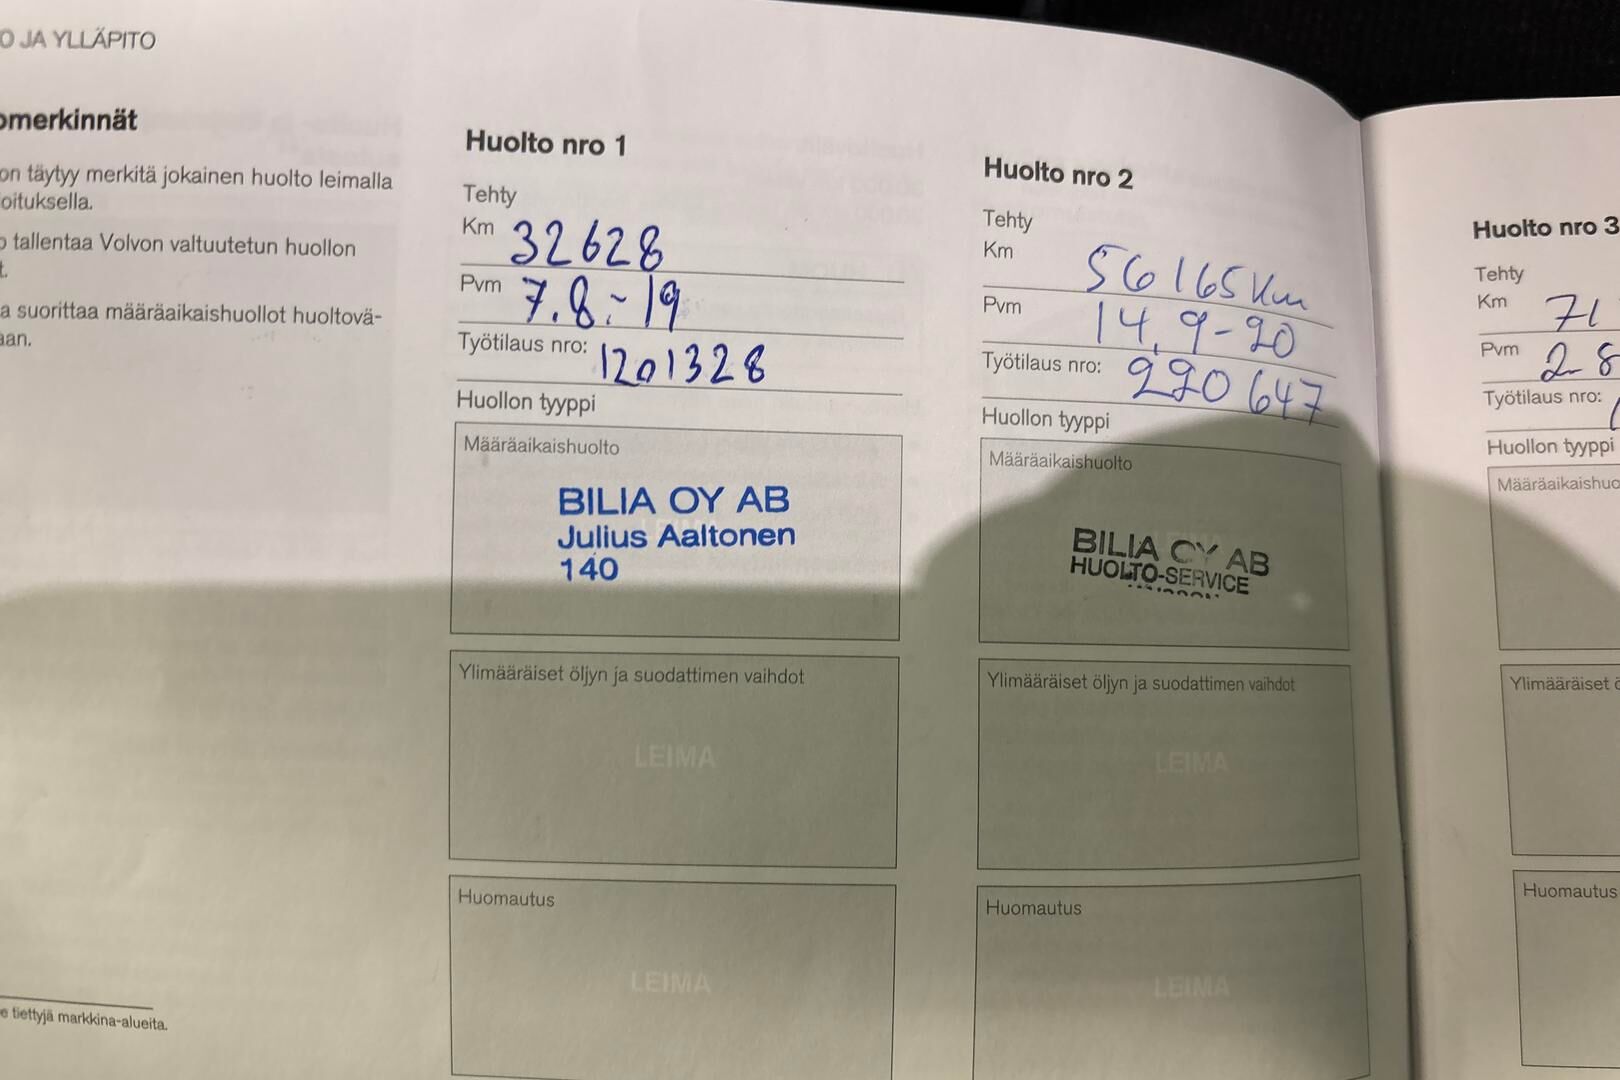 O JA YLLÄPITO
omerkinnät
on täytyy merkitä jokainen huolto leimalla
oituksella.
o tallentaa Volvon valtuutetun huollon
t.
a suorittaa määräaikaishuollot huoltovä-
aan.
e tiettyjä markkina-alueita.
Huolto nro 1
Tehty
Km 32628
Pvm 7.8.-19
Työtilaus nro: 1201328
Huollon tyyppi
Määräaikaishuolto
BILIA OY AB
Julius Aaltonen
140
Ylimääräiset öljyn ja suodattimen vaihdot
LEIMA
Huomautus
LEIMA
Huolto nro 2
Tehty
Km 56165 km
Pvm 14.9-20
Työtilaus nro: 220647
Huollon tyyppi
Määräaikaishuolto
BILIA OY AB
HUOLTO-SERVICE
Ylimääräiset öljyn ja suodattimen vaihdot
LEIMA
Huomautus
LEIMA
Huolto nro 3
Tehty
Km 71
Pvm 28
Työtilaus nro:
Huollon tyyppi
Määräaikaishuo
Ylimääräiset ö
Huomautus